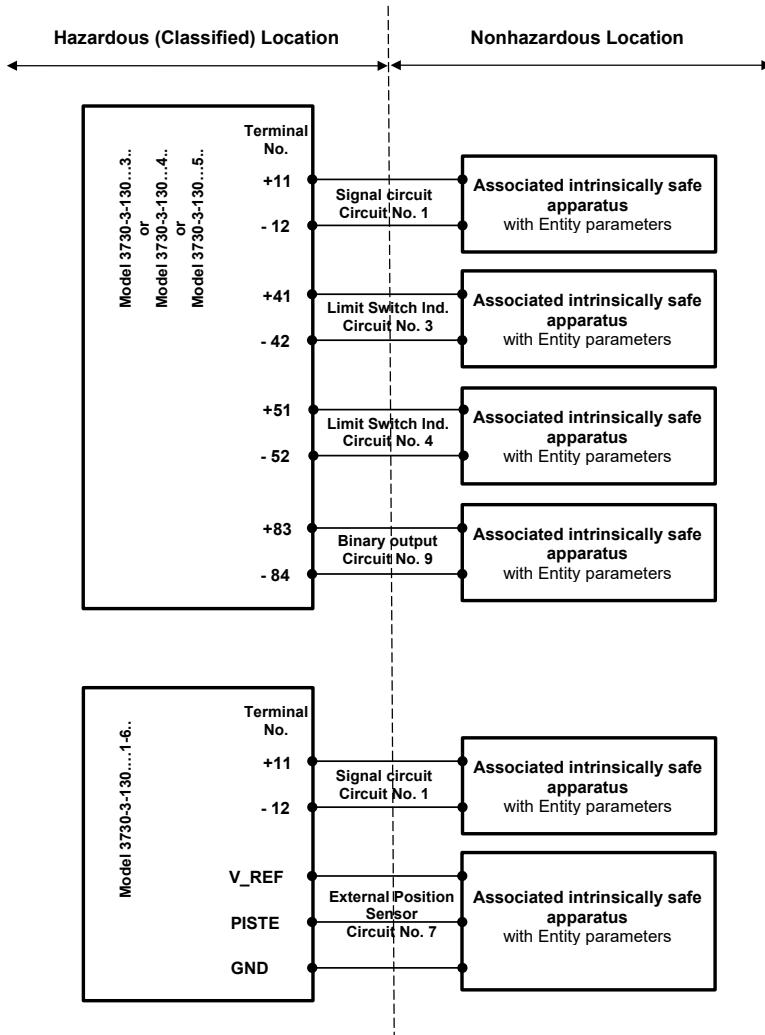 Hazardous (Classified) Location
Nonhazardous Location
Model 3730-3-130...3..
or
Model 3730-3-130...4..
or
Model 3730-3-130...5..
Terminal
No.
+11
- 12
+41
- 42
+51
- 52
+83
- 84
Signal circuit
Circuit No. 1
Limit Switch Ind.
Circuit No. 3
Limit Switch Ind.
Circuit No. 4
Binary output
Circuit No. 9
Associated intrinsically safe
apparatus
with Entity parameters
Associated intrinsically safe
apparatus
with Entity parameters
Associated intrinsically safe
apparatus
with Entity parameters
Associated intrinsically safe
apparatus
with Entity parameters
Model 3730-3-130....1-6..
Terminal
No.
+11
- 12
V_REF
PISTE
GND
Signal circuit
Circuit No. 1
External Position
Sensor
Circuit No. 7
Associated intrinsically safe
apparatus
with Entity parameters
Associated intrinsically safe
apparatus
with Entity parameters